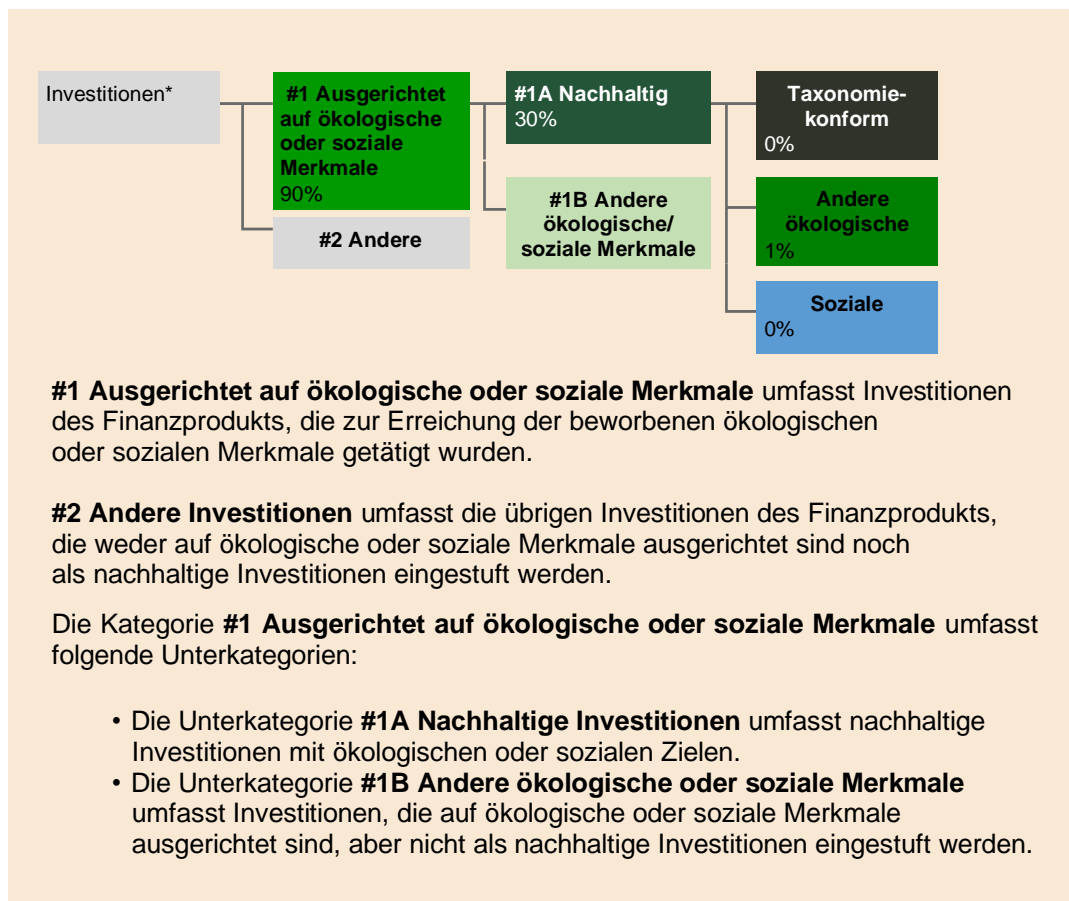 Investitionen*
#1 Ausgerichtet
auf ökologische
oder soziale
Merkmale
90%
#2 Andere
#1A Nachhaltig
30%
#1B Andere
ökologische/
soziale Merkmale
Taxonomie-
konform
0%
Andere
ökologische
1%
Soziale
0%
#1 Ausgerichtet auf ökologische oder soziale Merkmale umfasst Investitionen
des Finanzprodukts, die zur Erreichung der beworbenen ökologischen
oder sozialen Merkmale getätigt wurden.
#2 Andere Investitionen umfasst die übrigen Investitionen des Finanzprodukts,
die weder auf ökologische oder soziale Merkmale ausgerichtet sind noch
als nachhaltige Investitionen eingestuft werden.
Die Kategorie #1 Ausgerichtet auf ökologische oder soziale Merkmale umfasst
folgende Unterkategorien:
• Die Unterkategorie #1A Nachhaltige Investitionen umfasst nachhaltige
Investitionen mit ökologischen oder sozialen Zielen.
• Die Unterkategorie #1B Andere ökologische oder soziale Merkmale
umfasst Investitionen, die auf ökologische oder soziale Merkmale
ausgerichtet sind, aber nicht als nachhaltige Investitionen eingestuft werden.